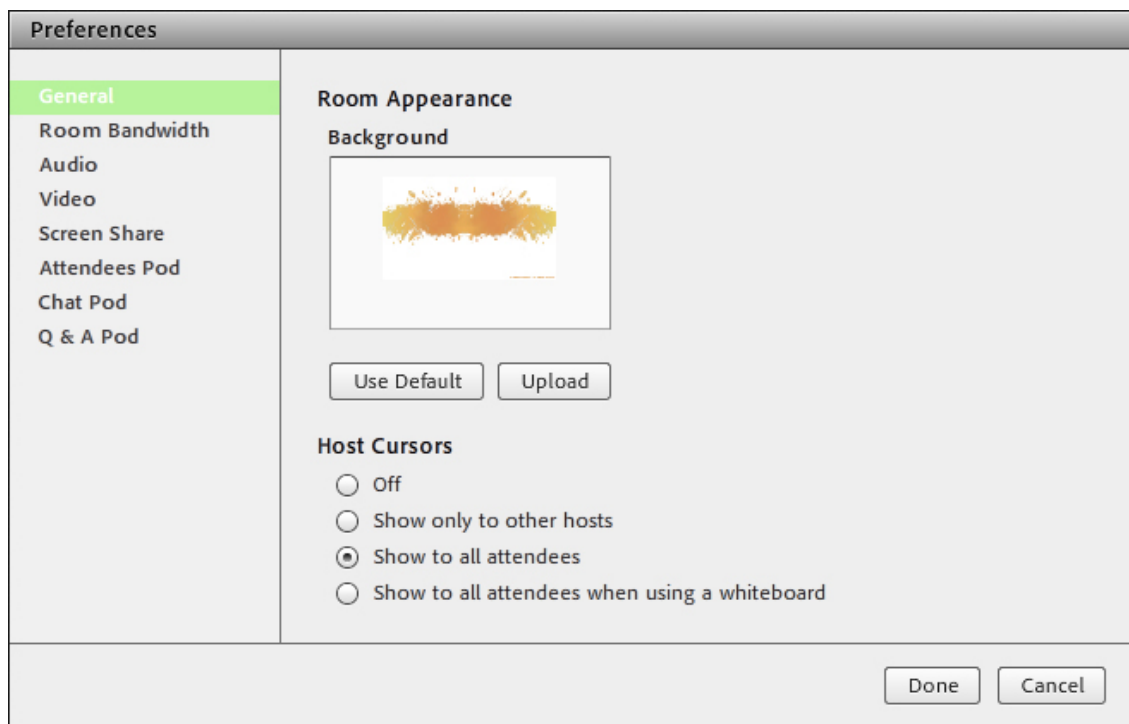 Preferences
General
Room Bandwidth
Audio
Video
Screen Share
Attendees Pod
Chat Pod
Q & A Pod
Room Appearance
Background
Use Default
Upload
Host Cursors
Off
Show only to other hosts
Show to all attendees
Show to all attendees when using a whiteboard
Done
Cancel